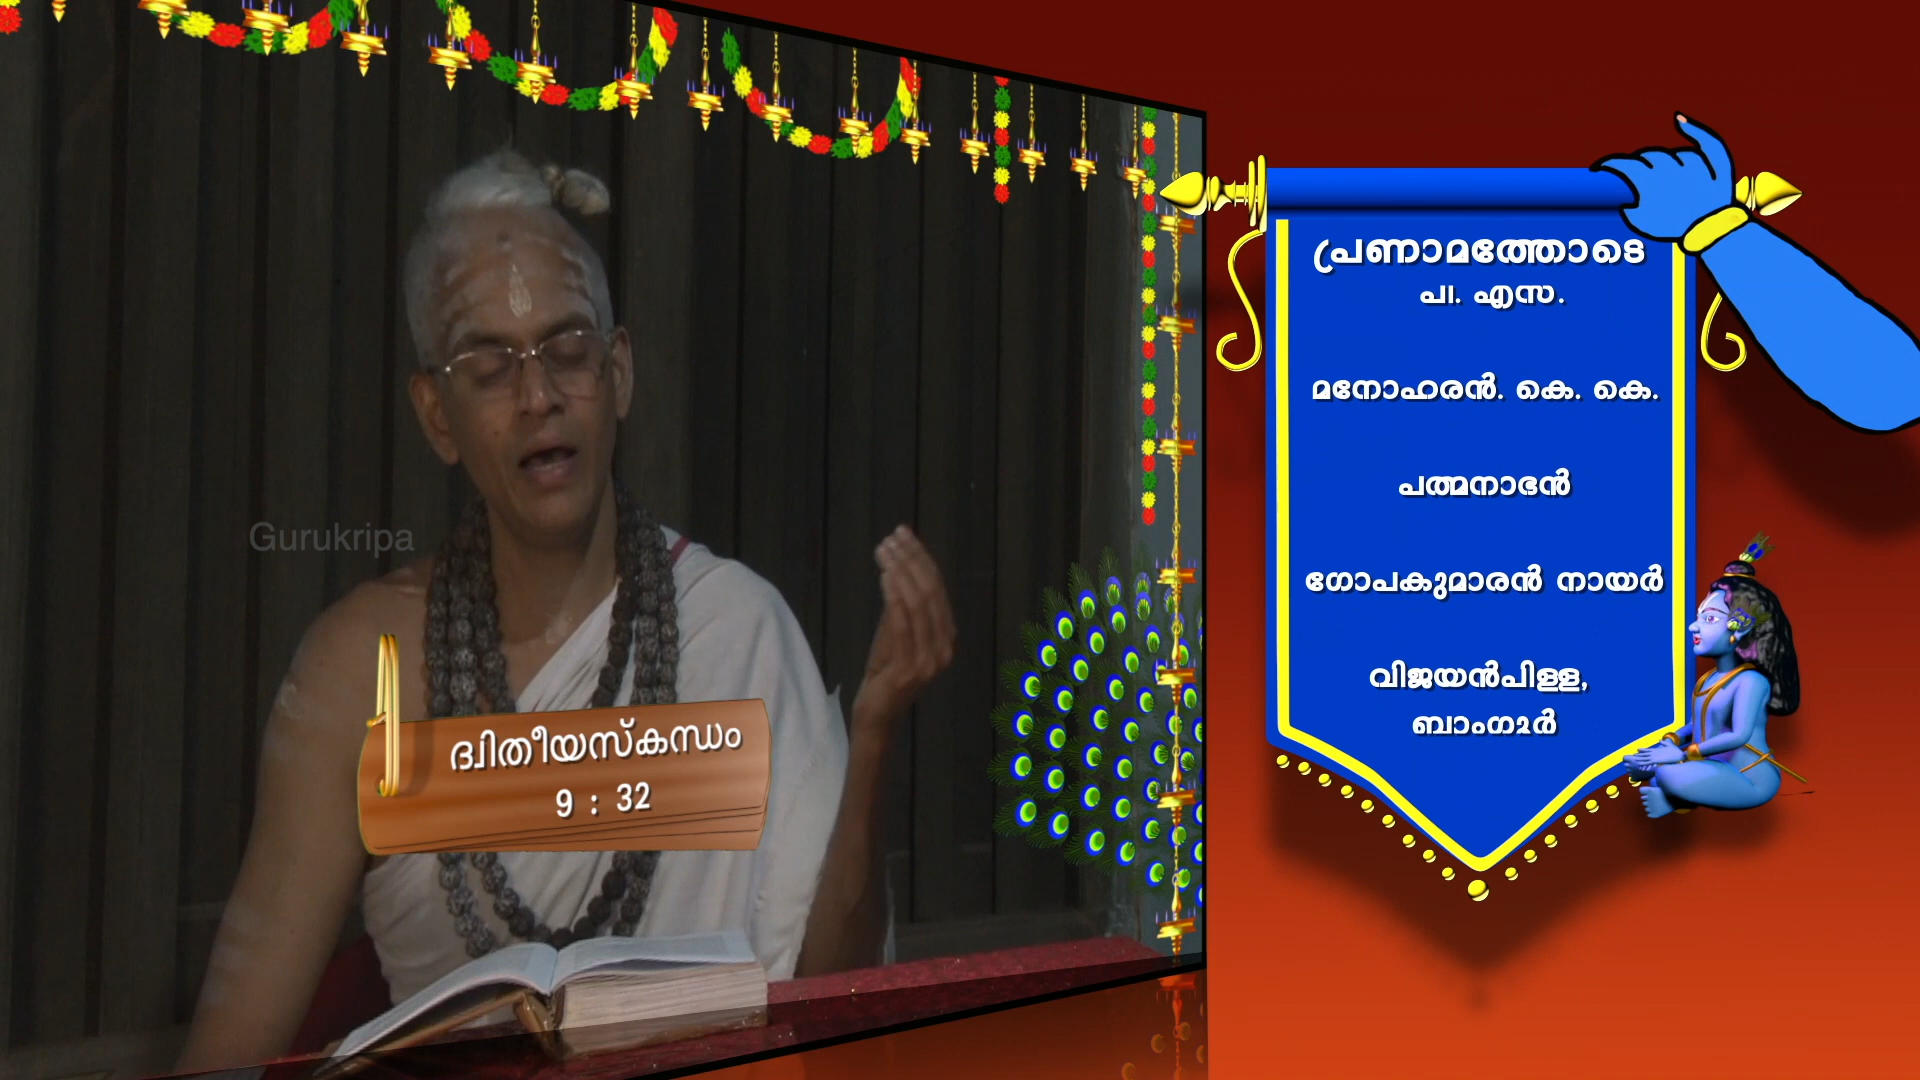 Gurukripa
ദ്വിതീയസ്കന്ധം
9 : 32
പ്രണാമത്തോടെ
പി. എസ.
മനോഹരൻ. കെ. കെ.
പത്മനാഭൻ
ഗോപകുമാരൻ നായർ
വിജയൻപിള്ള,